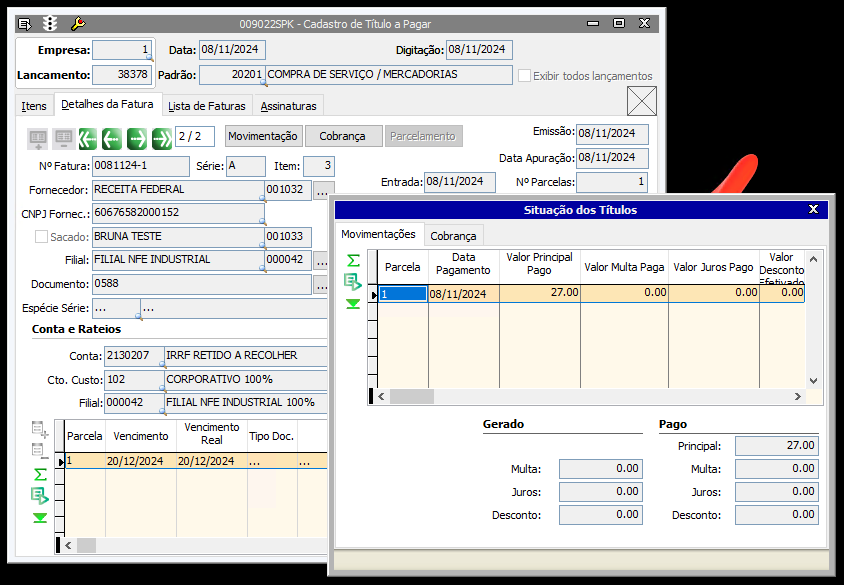 009022SPK - Cadastro de Título a Pagar
Empresa: 1 Data: 08/11/2024 Digitação: 08/11/2024
Lancamento: 38378 Padrão: 20201 COMPRA DE SERVIÇO / MERCADORIAS Exibir todos lançamentos
Itens Detalhes da Fatura Lista de Faturas Assinaturas
2 / 2 Movimentação Cobrança Parcelamento Emissão: 08/11/2024
Data Apuração: 08/11/2024
Nº Fatura: 0081124-1 Série: A Item: 3
Entrada: 08/11/2024 Nº Parcelas: 1
Fornecedor: RECEITA FEDERAL 001032 ...
CNPJ Fornec.: 60676582000152
Sacado: BRUNA TESTE 001033
Filial: FILIAL NFE INDUSTRIAL 000042 ...
Documento: 0588 ...
Espécie Série: ... ...
Conta e Rateios
Conta: 2130207 IRRF RETIDO A RECOLHER
Cto. Custo: 102 CORPORATIVO 100%
Filial: 000042 FILIAL NFE INDUSTRIAL 100%
Parcela Vencimento Vencimento Real Tipo Doc.
1 20/12/2024 20/12/2024 ... ...
Situação dos Títulos
Movimentações Cobrança
Parcela Data Pagamento Valor Principal Pago Valor Multa Paga Valor Juros Pago Valor Desconto Efetivado
1 08/11/2024 27.00 0.00 0.00 0.00
Gerado Pago
Principal: 27.00
Multa: 0.00 Multa: 0.00
Juros: 0.00 Juros: 0.00
Desconto: 0.00 Desconto: 0.00